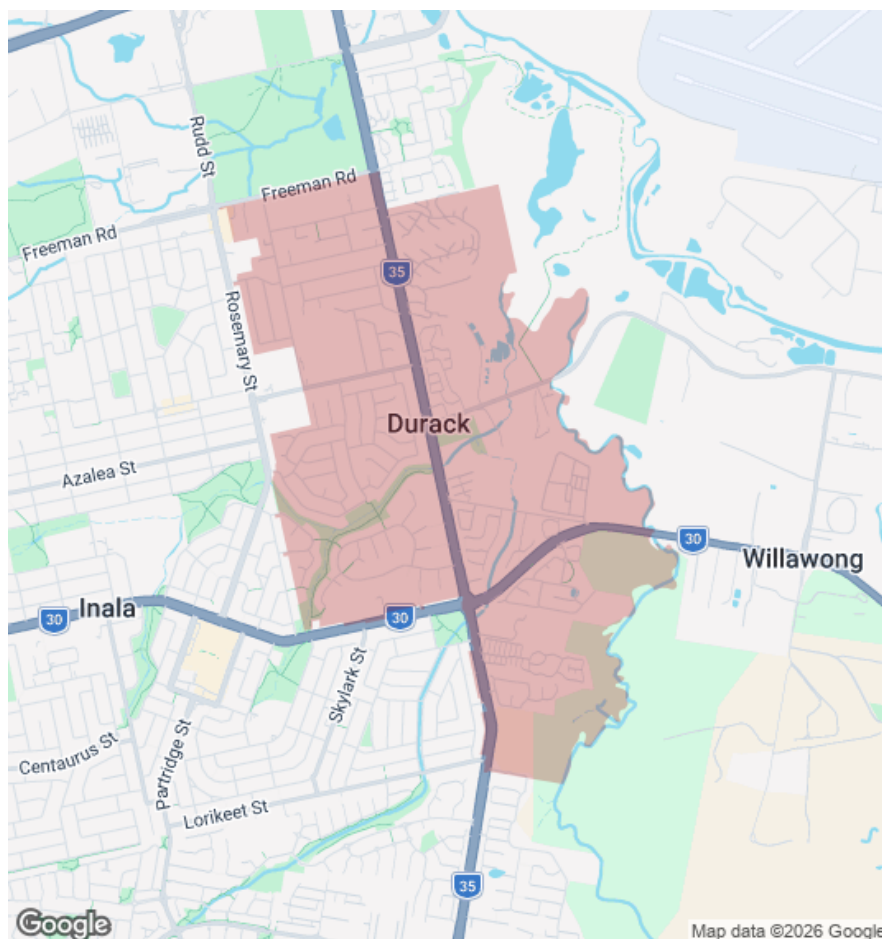 Rudd St
Freeman Rd
Freeman Rd
35
Rosemary St
Durack
Azalea St
30
Willawong
Inala
30
30
Skylark St
Centaurus St
Partridge St
Lorikeet St
35
Google
Map data ©2026 Google